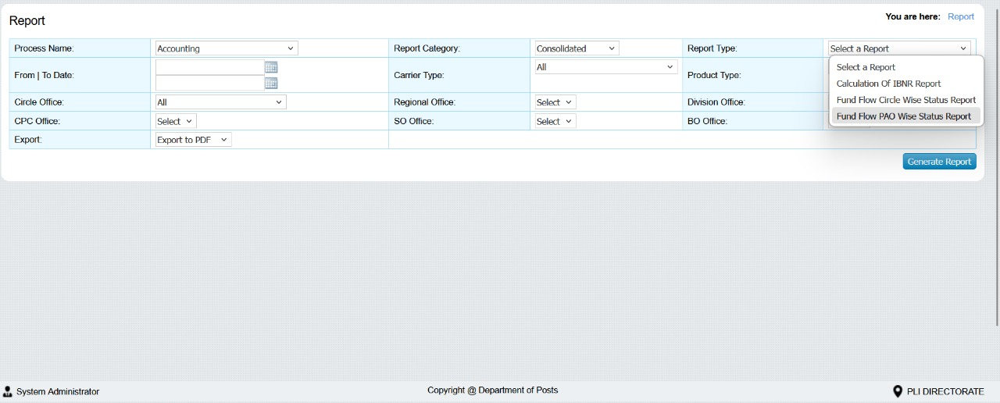 Report
You are here: Report
Process Name: Accounting Report Category: Consolidated Report Type: Select a Report
From | To Date: Carrier Type: All Product Type:
Select a Report
Calculation Of IBNR Report
Fund Flow Circle Wise Status Report
Fund Flow PAO Wise Status Report
Circle Office: All Regional Office: Select Division Office:
CPC Office: Select SO Office: Select BO Office:
Export: Export to PDF
Generate Report
System Administrator Copyright @ Department of Posts PLI DIRECTORATE